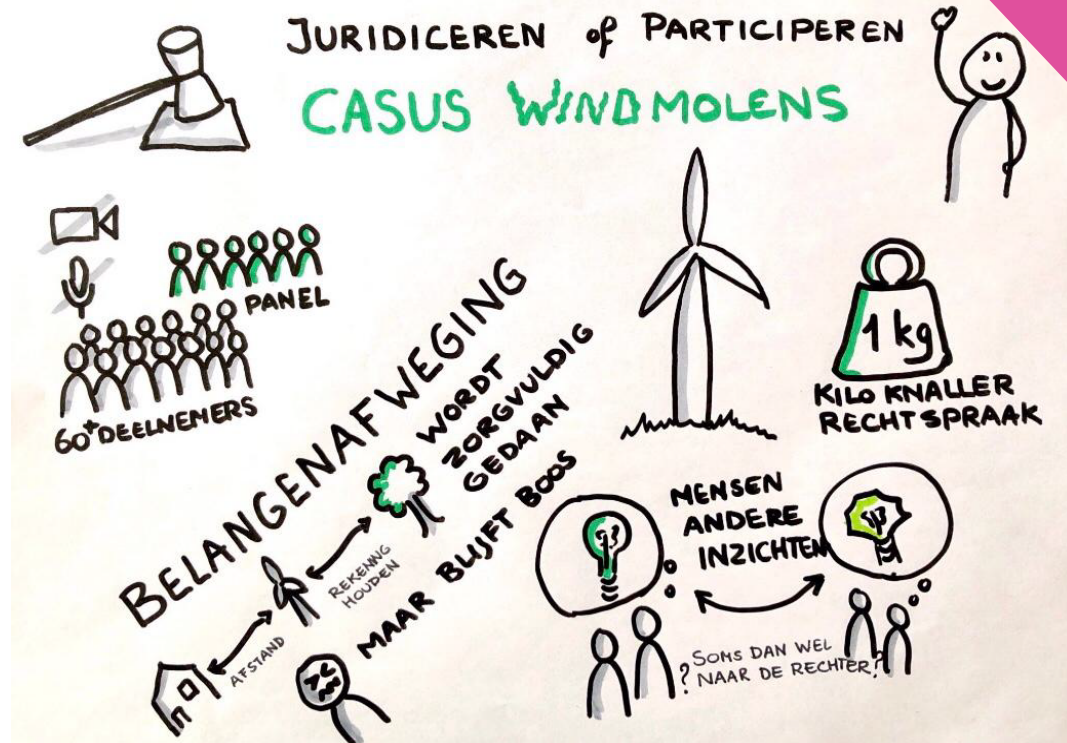 JURIDICEREN of PARTICIPEREN
CASUS WINDMOLENS
PANEL
60+ DEELNEMERS
BELANGENAFWEGING
WORDT
ZORGVULDIG
GEDAAN
REKENNG
HOUDEN
AFSTAND
MAAR BLIJFT BOOS
1 kg
KILO KNALLER
RECHTSPRAAK
MENSEN
ANDERE
INZICHTEN
? SOMS DAN WEL
NAAR DE RECHTER?